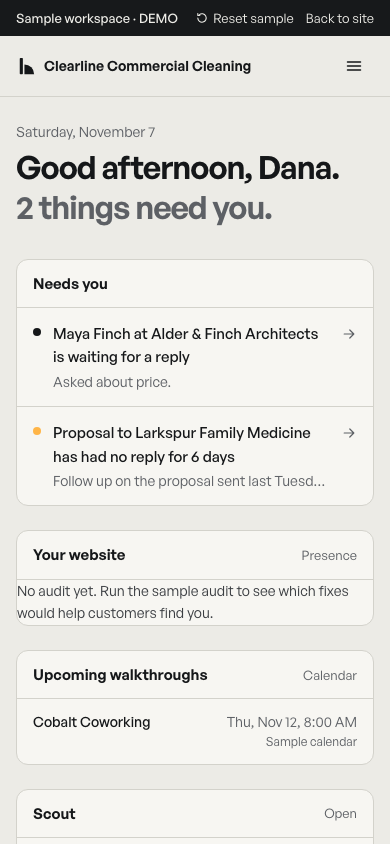 Sample workspace · DEMO
Reset sample
Back to site
Clearline Commercial Cleaning
Saturday, November 7
Good afternoon, Dana.
2 things need you.
Needs you
Maya Finch at Alder & Finch Architects
is waiting for a reply
Asked about price.
Proposal to Larkspur Family Medicine
has had no reply for 6 days
Follow up on the proposal sent last Tuesd…
Your website
Presence
No audit yet. Run the sample audit to see which fixes
would help customers find you.
Upcoming walkthroughs
Calendar
Cobalt Coworking
Thu, Nov 12, 8:00 AM
Sample calendar
Scout
Open